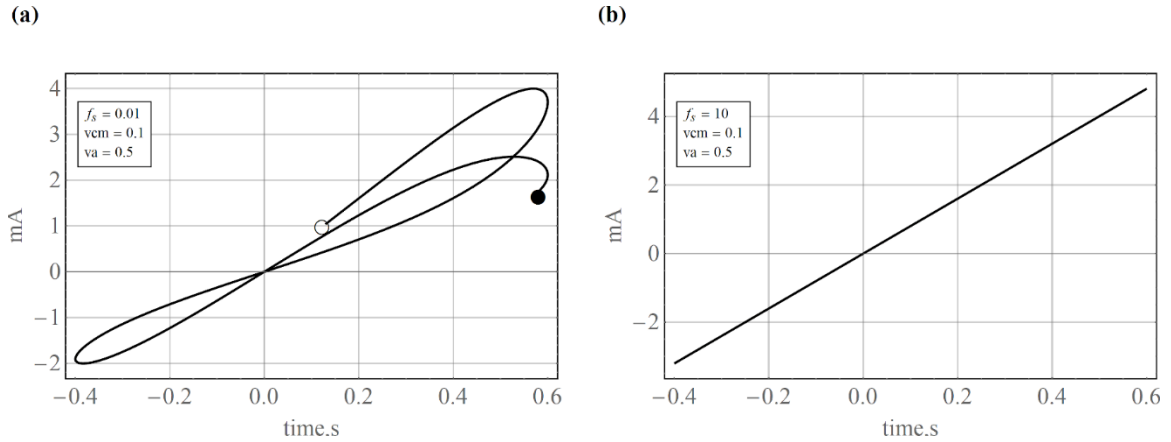 (a)
(b)
4
3
2
1
0
−1
−2
mA
f_s = 0.01
vcm = 0.1
va = 0.5
−0.4 −0.2 0.0 0.2 0.4 0.6
time,s
4
2
0
−2
mA
f_s = 10
vcm = 0.1
va = 0.5
−0.4 −0.2 0.0 0.2 0.4 0.6
time,s